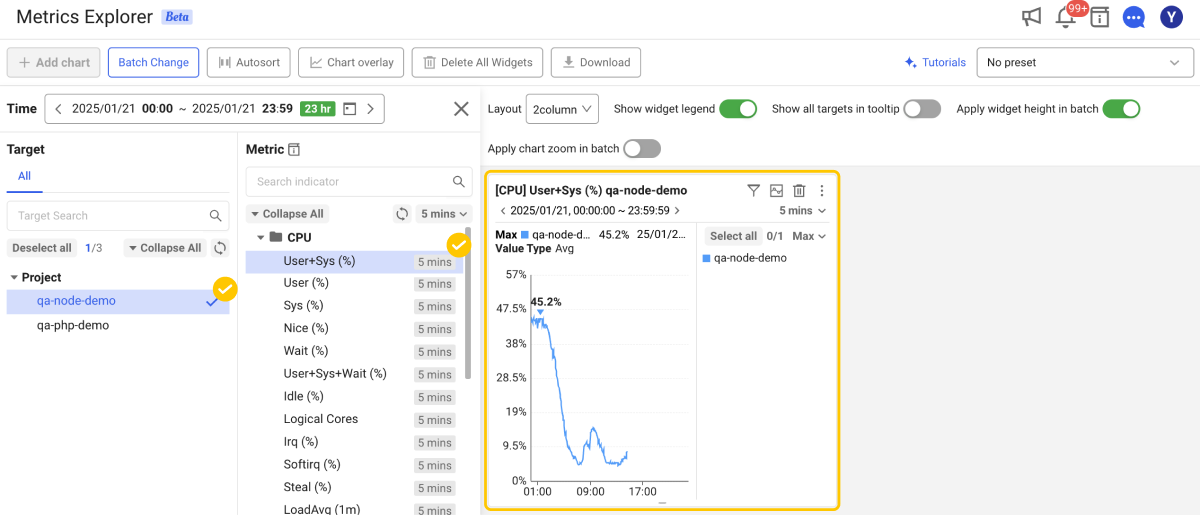 Metrics Explorer Beta
99+
Y
+ Add chart
Batch Change
Autosort
Chart overlay
Delete All Widgets
Download
Tutorials
No preset
Time
2025/01/21 00:00 ~ 2025/01/21 23:59 23 hr
Layout
2column
Show widget legend
Show all targets in tooltip
Apply widget height in batch
Apply chart zoom in batch
Target
All
Target Search
Deselect all
1/3
Collapse All
Project
qa-node-demo
qa-php-demo
Metric
Search indicator
Collapse All
5 mins
CPU
User+Sys (%) 5 mins
User (%) 5 mins
Sys (%) 5 mins
Nice (%) 5 mins
Wait (%) 5 mins
User+Sys+Wait (%) 5 mins
Idle (%) 5 mins
Logical Cores 5 mins
Irq (%) 5 mins
Softirq (%) 5 mins
Steal (%) 5 mins
LoadAvg (1m) 5 mins
[CPU] User+Sys (%) qa-node-demo
2025/01/21, 00:00:00 ~ 23:59:59
5 mins
Max qa-node-d... 45.2% 25/01/2...
Value Type Avg
Select all 0/1 Max
qa-node-demo
57%
45.2%
47.5%
38%
28.5%
19%
9.5%
0%
01:00 09:00 17:00